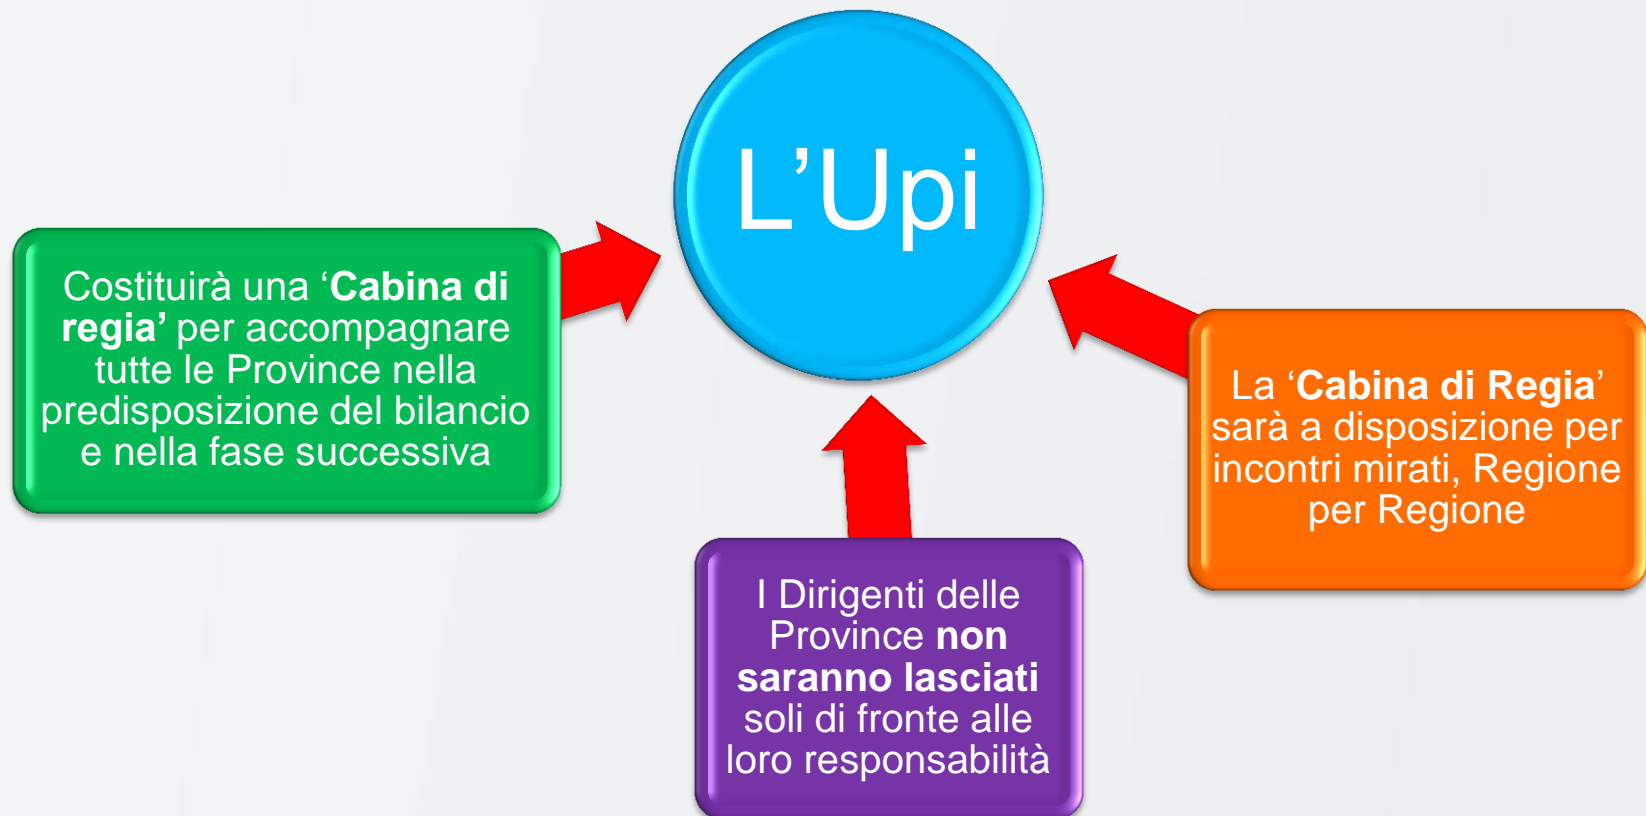 L’Upi
Costituirà una ‘Cabina di
regia’ per accompagnare
tutte le Province nella
predisposizione del bilancio
e nella fase successiva
I Dirigenti delle
Province non
saranno lasciati
soli di fronte alle
loro responsabilità
La ‘Cabina di Regia’
sarà a disposizione per
incontri mirati, Regione
per Regione